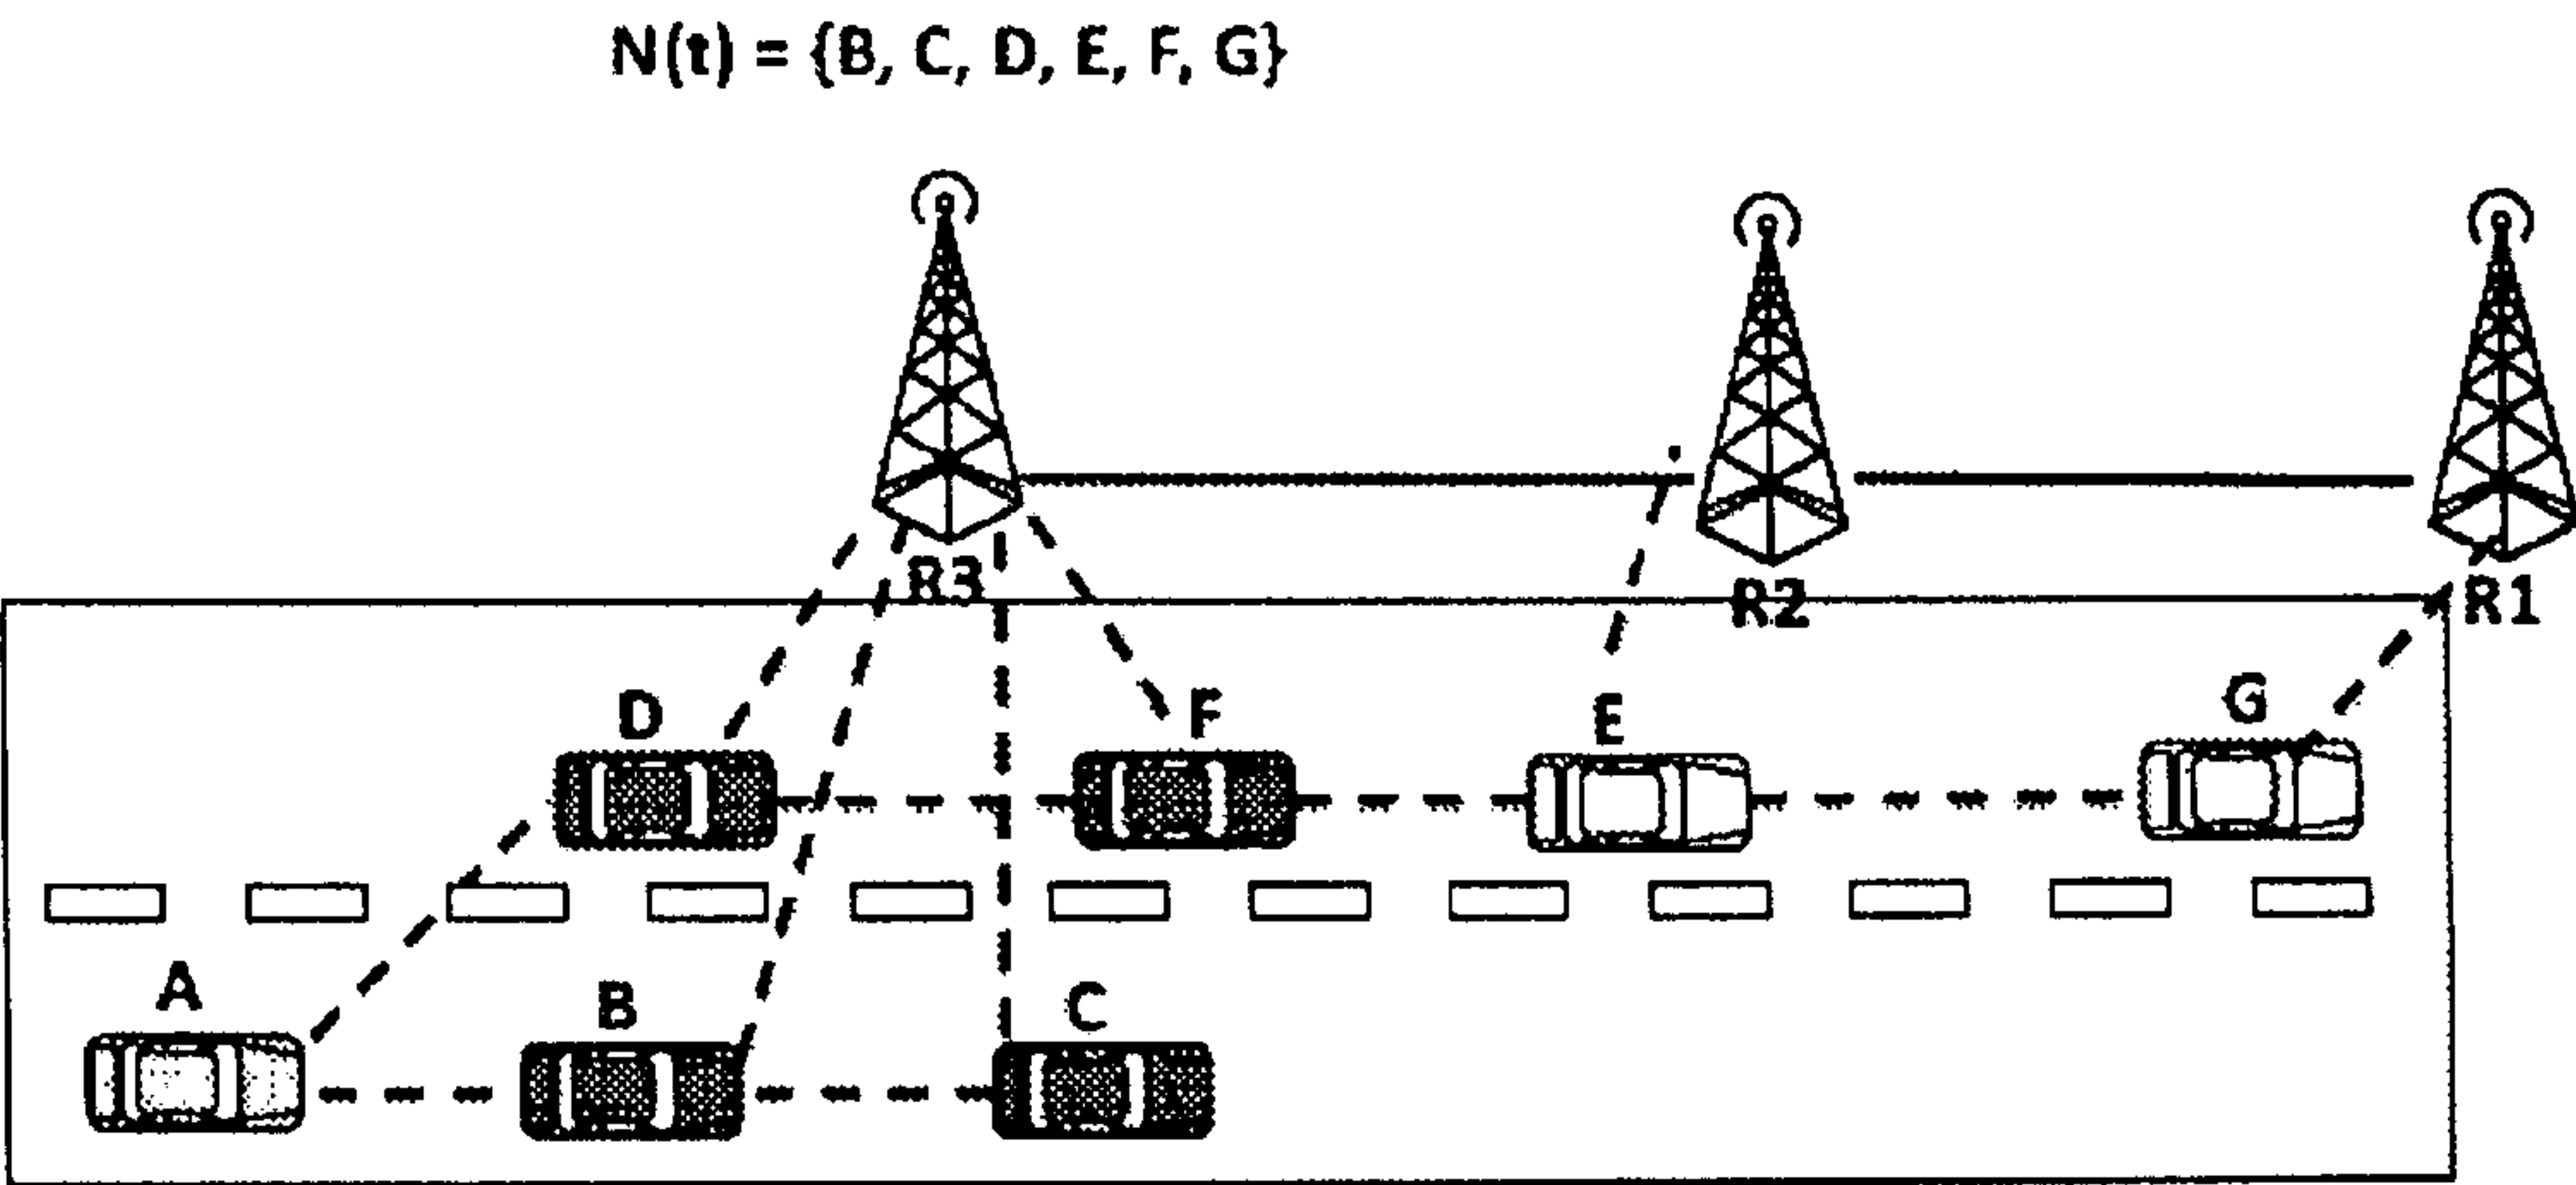 N(t) = {B, C, D, E, F, G}
R3
R2
R1
D
F
E
G
A
B
C